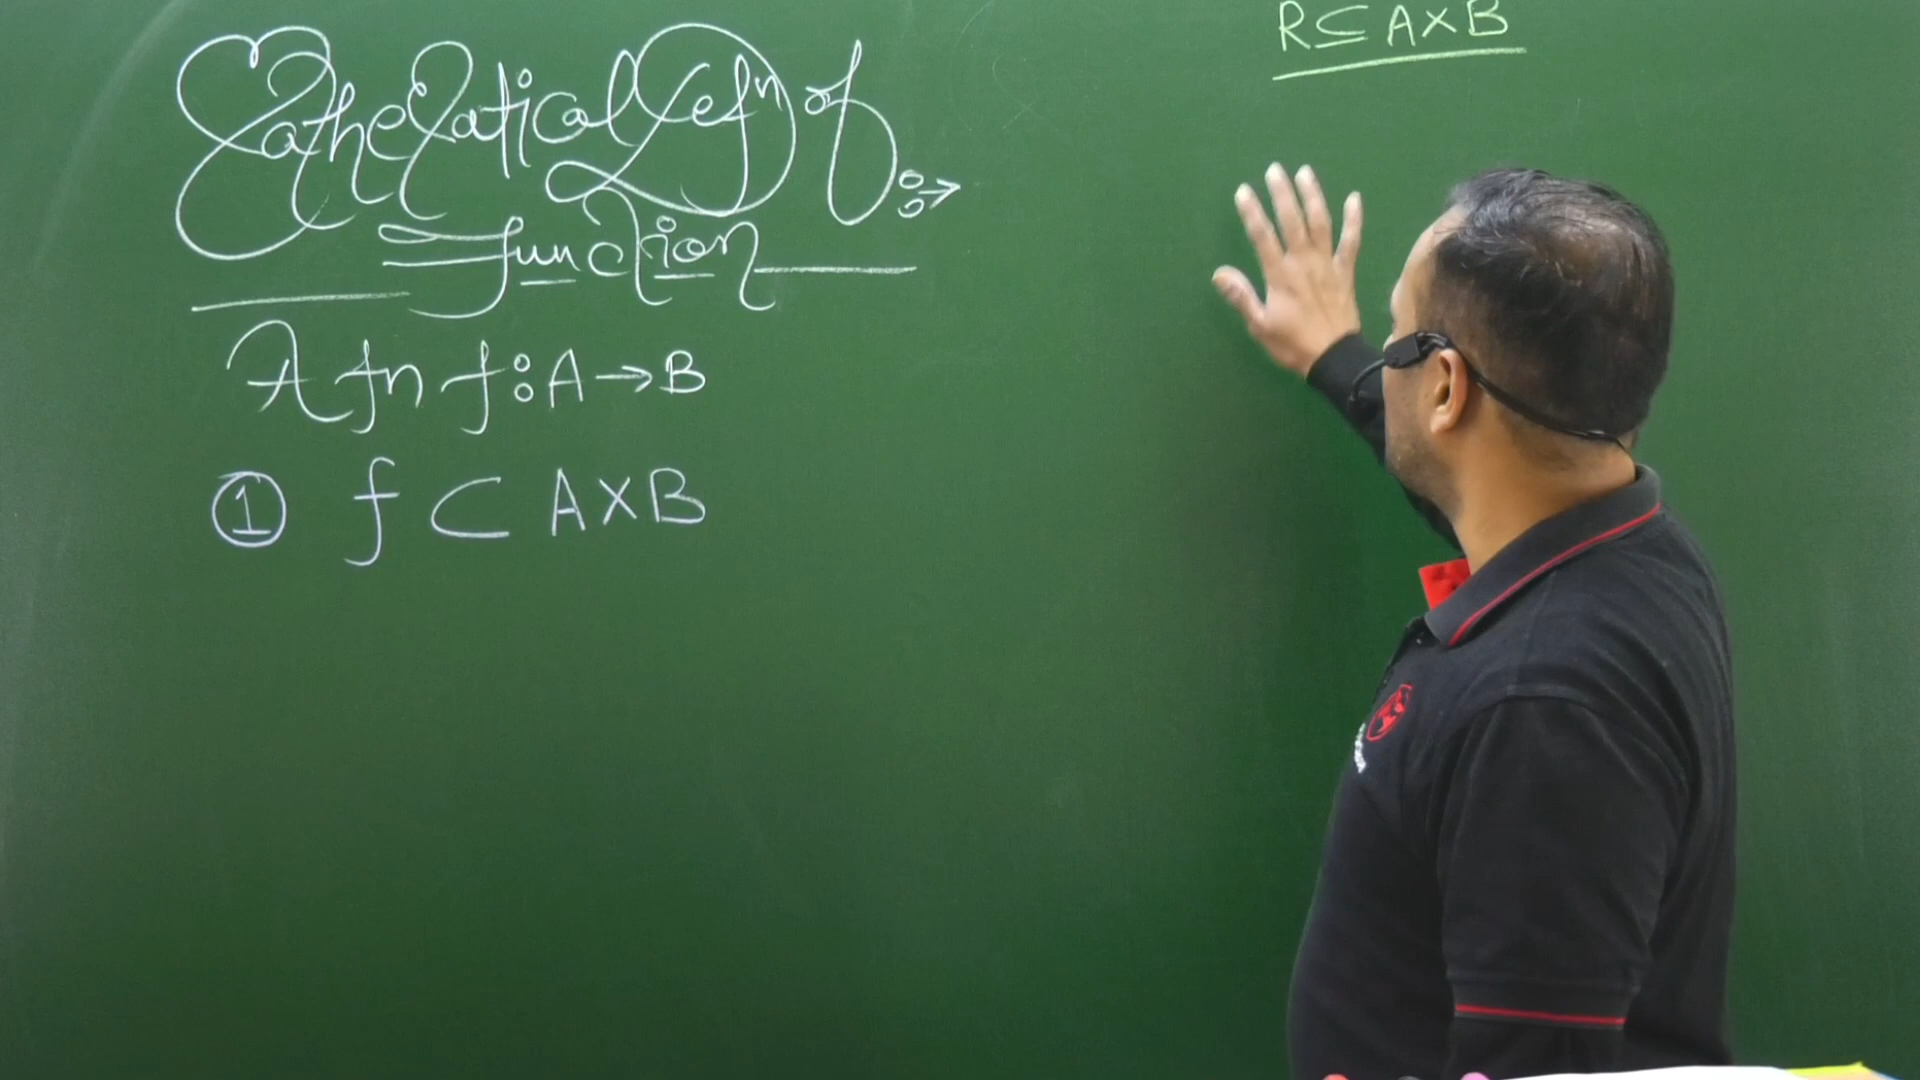 Mathematical Defn of :→
function
A fn f : A → B
① f ⊂ A X B
R ⊆ A X B